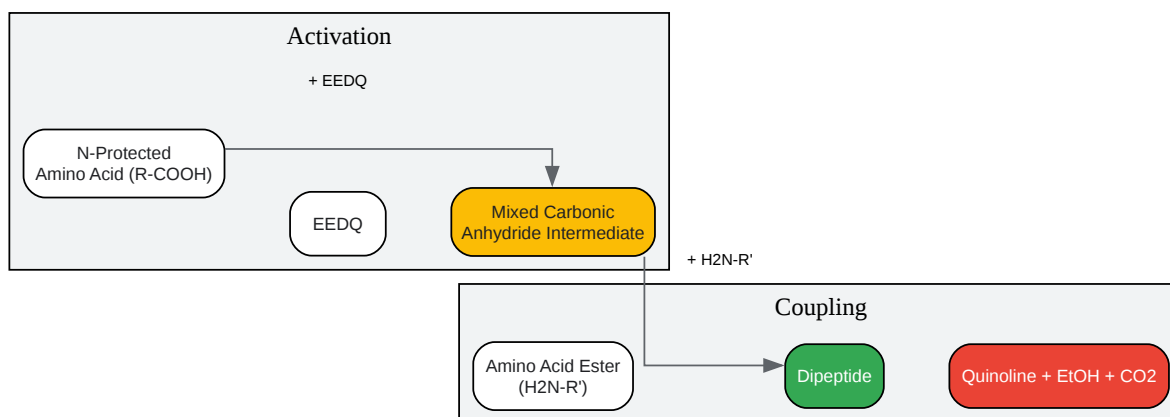 Activation
+ EEDQ
N-Protected
Amino Acid (R-COOH)
EEDQ
Mixed Carbonic
Anhydride Intermediate
+ H2N-R'
Coupling
Amino Acid Ester
(H2N-R')
Dipeptide
Quinoline + EtOH + CO2